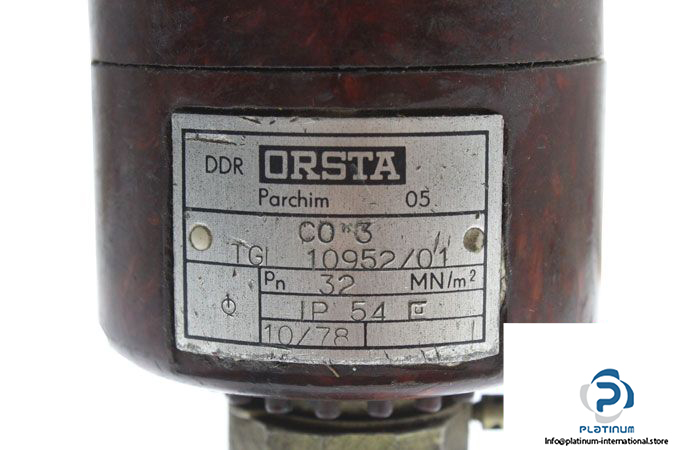 DDR ORSTA
Parchim 05
CO 3
TGL 10952/01
Pn 32 MN/m²
IP 54 F
10/78
PLATINUM
Info@platinum-international.store